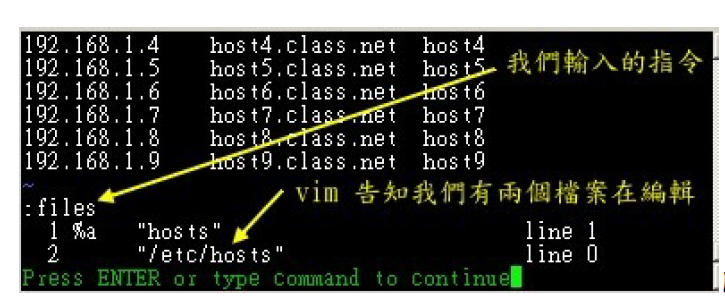 192.168.1.4 host4.class.net host4
192.168.1.5 host5.class.net host5
我們輸入的指令
192.168.1.6 host6.class.net host6
192.168.1.7 host7.class.net host7
192.168.1.8 host8.class.net host8
192.168.1.9 host9.class.net host9
~
vim 告知我們有兩個檔案在編輯
:files
1 %a "hosts" line 1
2 "/etc/hosts" line 0
Press ENTER or type command to continue